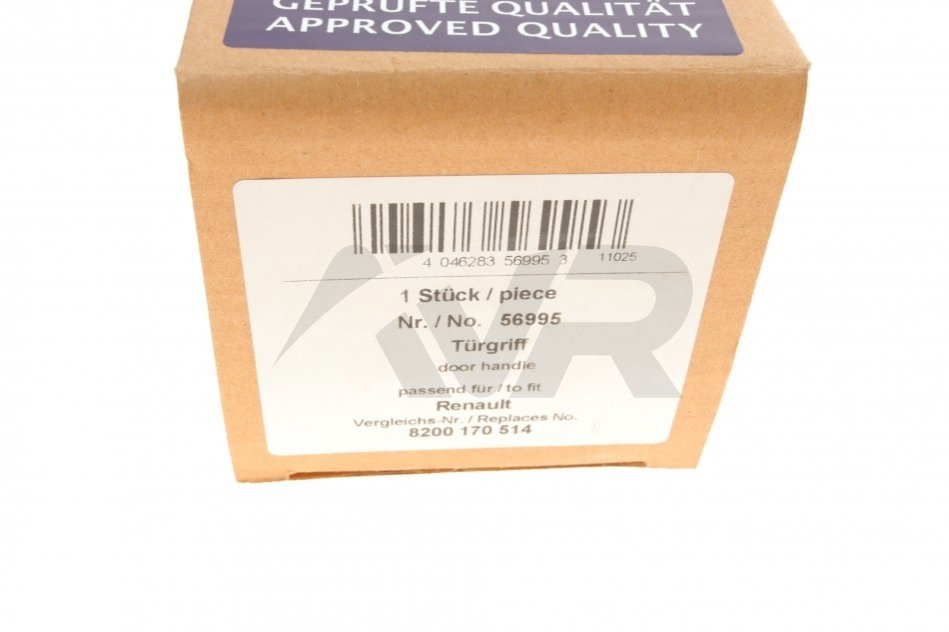 GEPRÜFTE QUALITÄT
APPROVED QUALITY
4 046283 56995 3 11025
1 Stück / piece
Nr. / No. 56995
Türgriff
door handle
passend für / to fit
Renault
Vergleichs-Nr. / Replaces No.
8200 170 514
VR